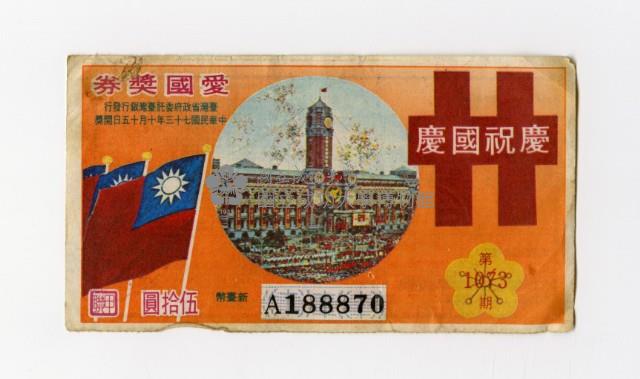 愛國獎券
臺灣省政府委託臺灣銀行發行
中華民國七十三年十月十五日開獎
慶祝國慶
第
1073
期
新臺幣
伍拾圓
A188870